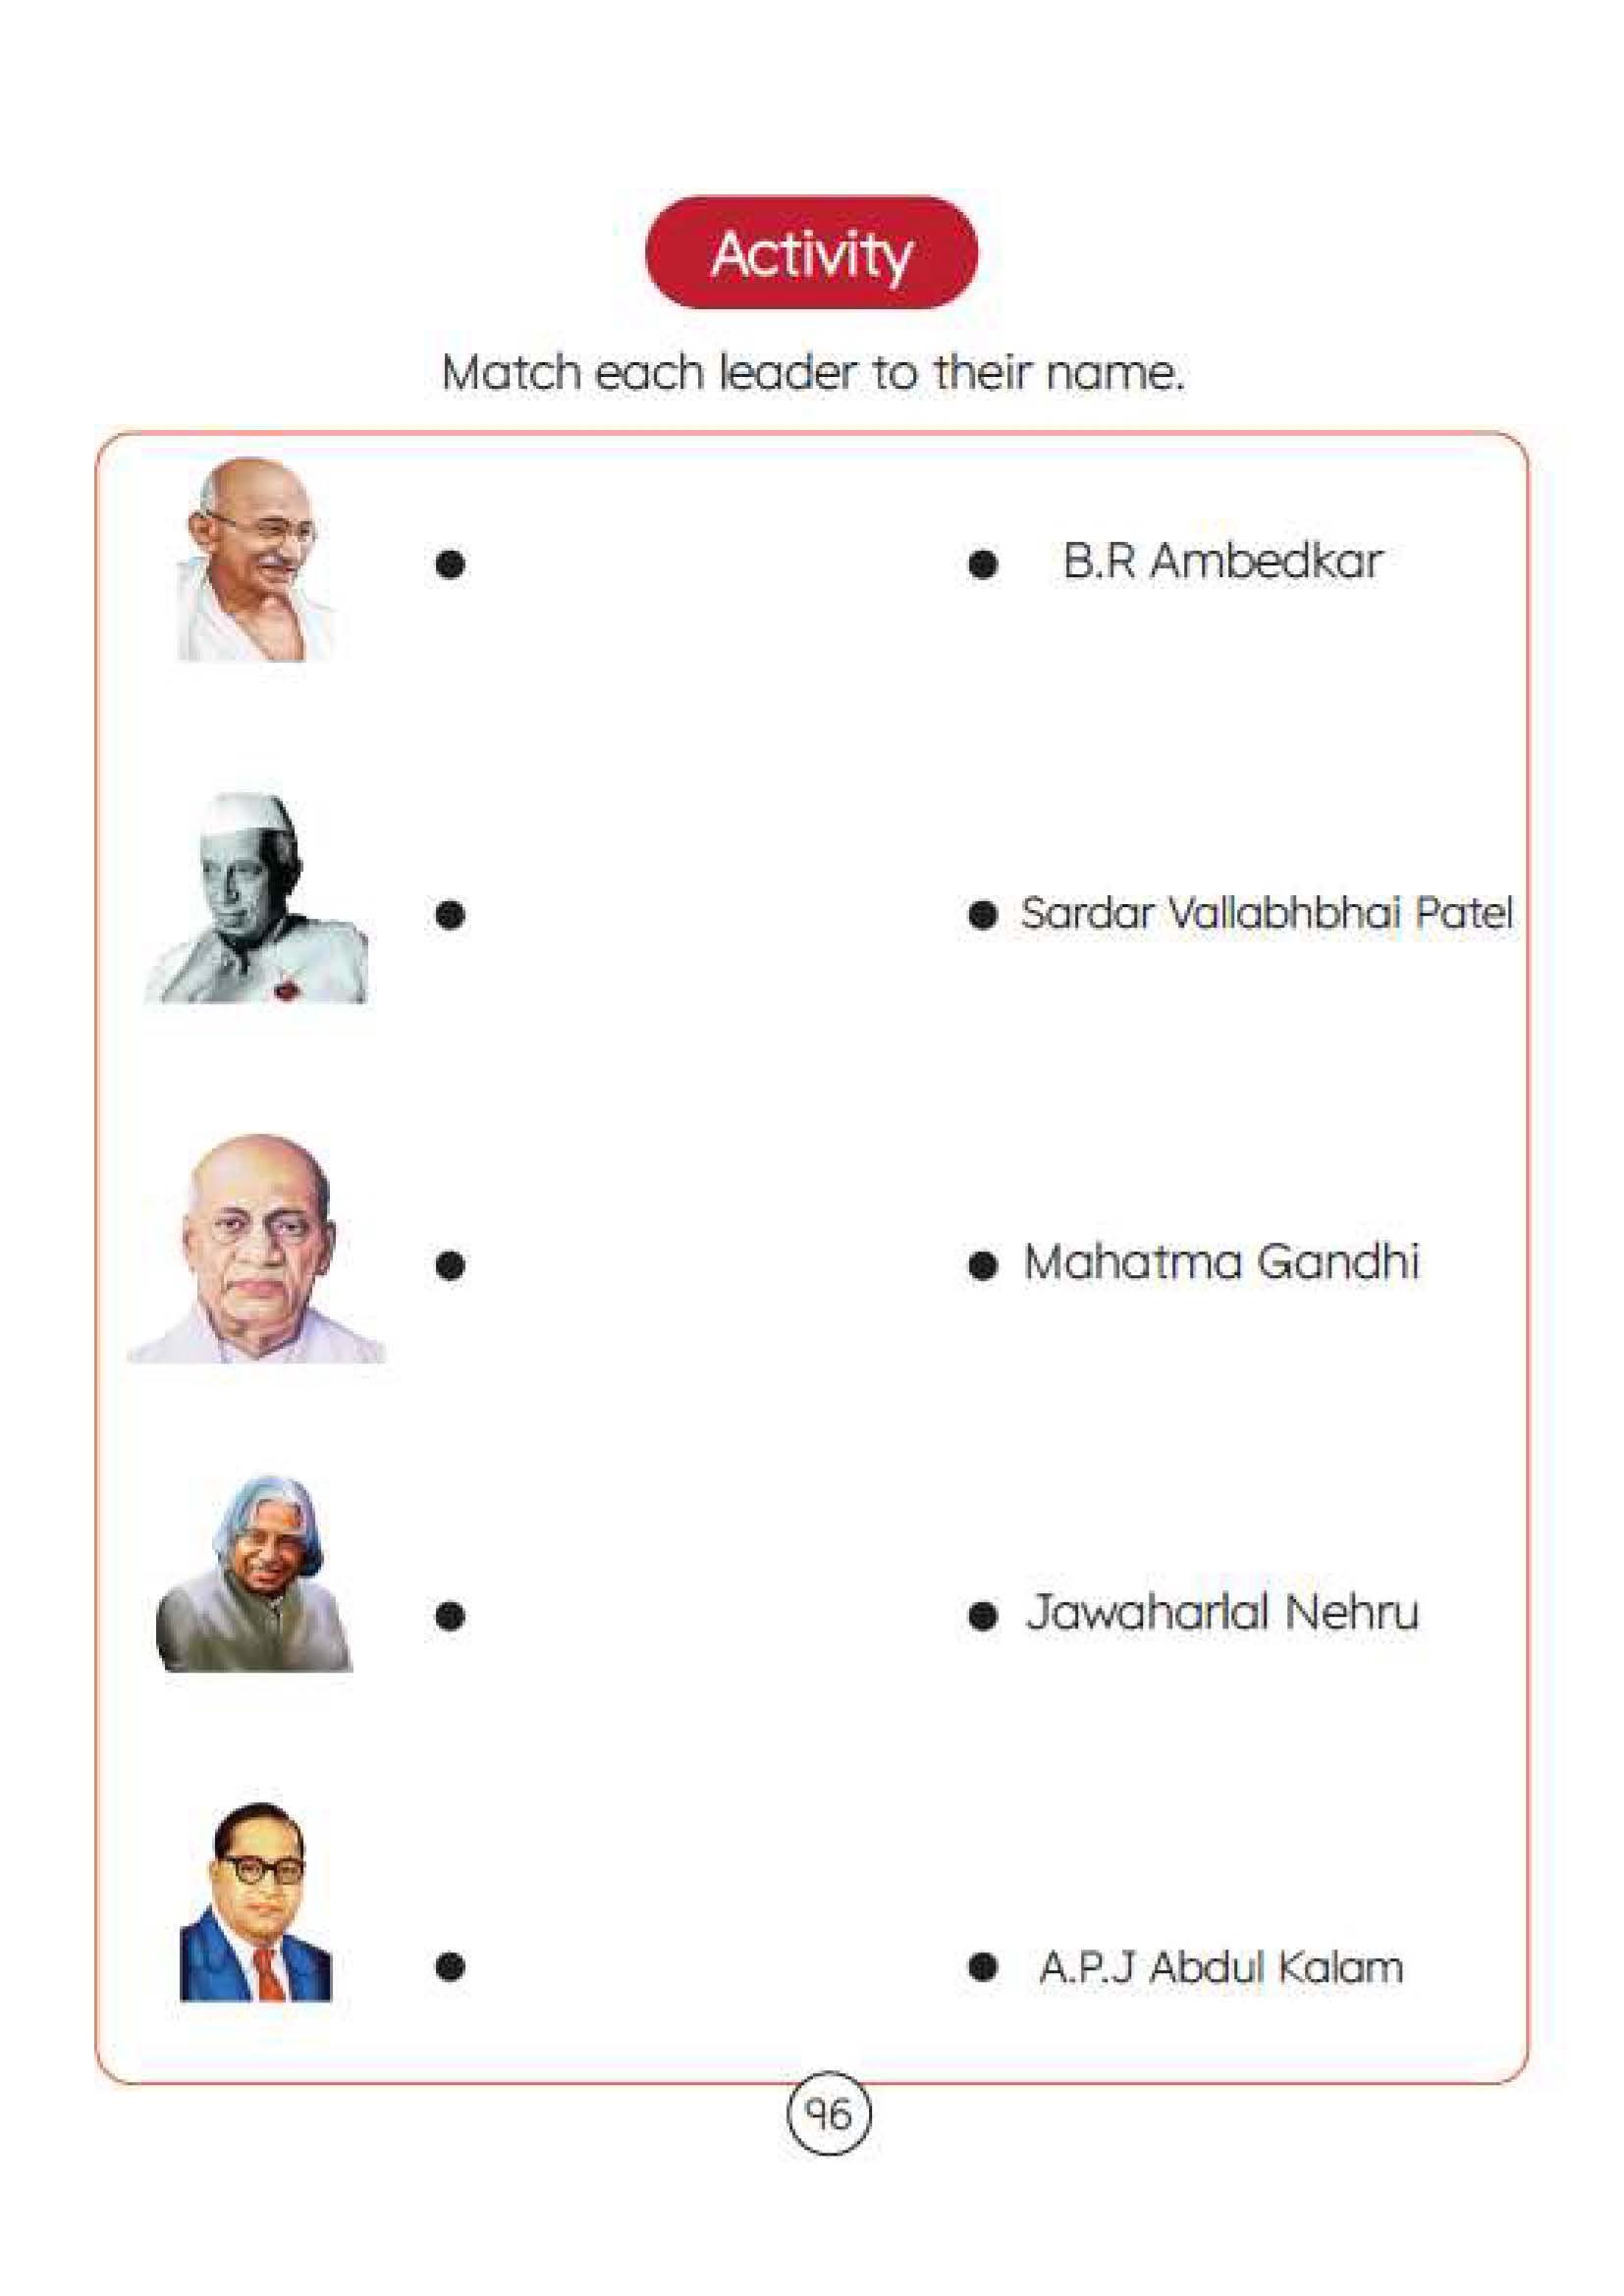 Activity
Match each leader to their name.
B.R Ambedkar
Sardar Vallabhbhai Patel
Mahatma Gandhi
Jawaharlal Nehru
A.P.J Abdul Kalam
96